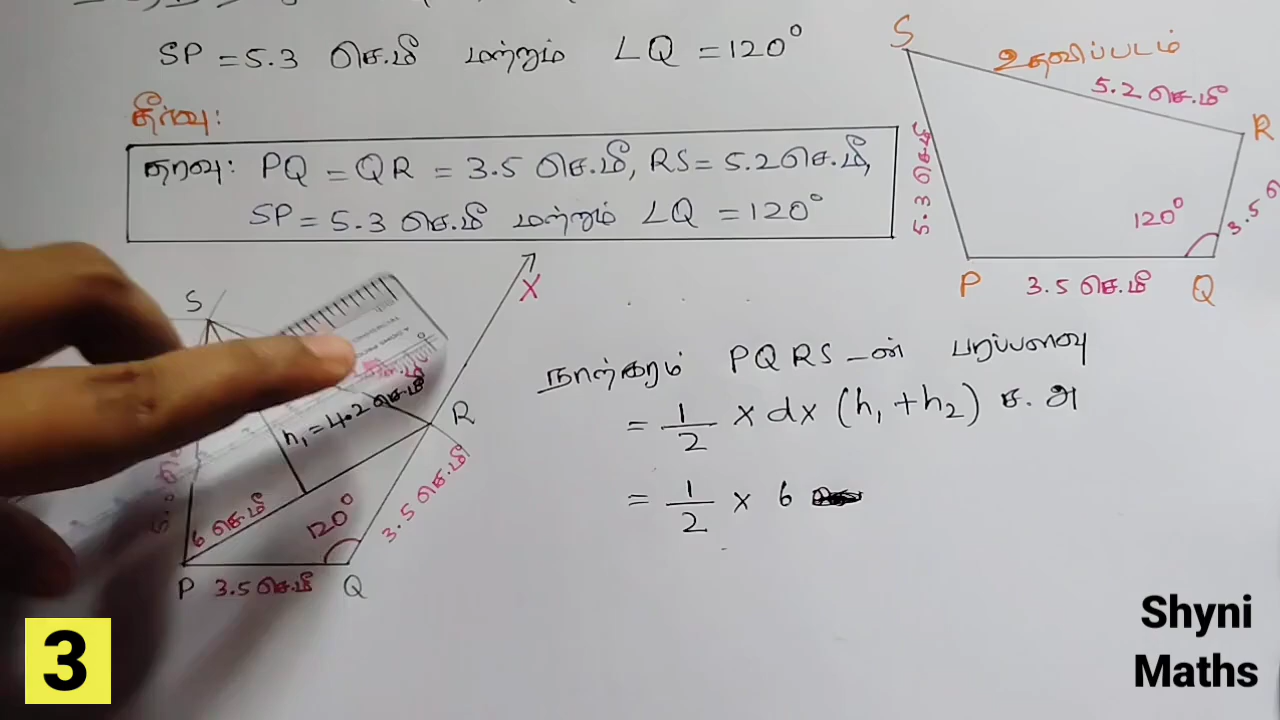 SP = 5.3 செ.மீ மற்றும் ∠Q = 120°
தீர்வு:
தரவு: PQ = QR = 3.5 செ.மீ, RS = 5.2 செ.மீ,
SP = 5.3 செ.மீ மற்றும் ∠Q = 120°
S
உதவிப்படம்
5.2 செ.மீ
R
5.3 செ.மீ
120°
3.5
P
3.5 செ.மீ
Q
X
S
h₁ = 4.2 செ.மீ
R
6 செ.மீ
120°
3.5 செ.மீ
P 3.5 செ.மீ Q
நாள்கரம் PQRS -ன் பரப்பளவு
= 1/2 × d × (h₁ + h₂) ச. அ
= 1/2 × 6
3
Shyni
Maths